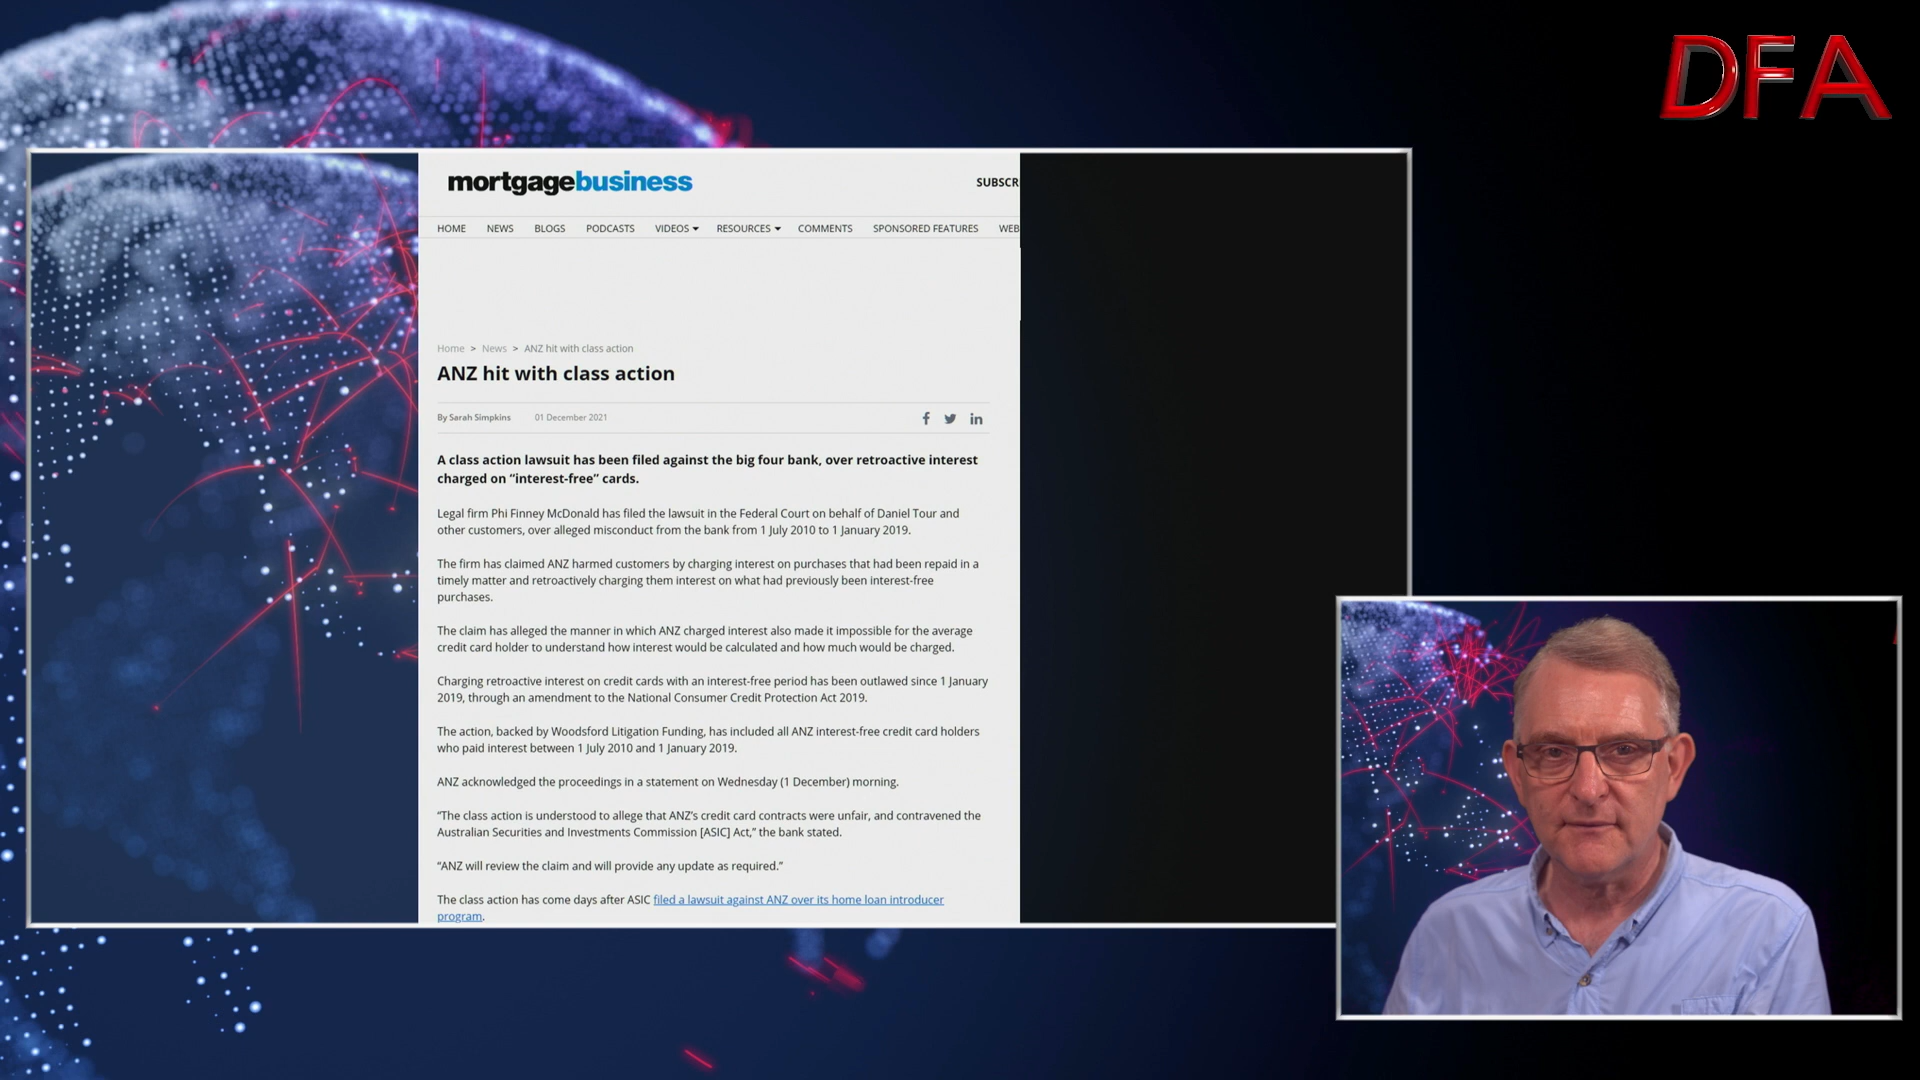 DFA
mortgagebusiness
SUBSCR
HOME NEWS BLOGS PODCASTS VIDEOS RESOURCES COMMENTS SPONSORED FEATURES WEB
Home > News > ANZ hit with class action
ANZ hit with class action
By Sarah Simpkins 01 December 2021
A class action lawsuit has been filed against the big four bank, over retroactive interest
charged on “interest-free” cards.
Legal firm Phi Finney McDonald has filed the lawsuit in the Federal Court on behalf of Daniel Tour and
other customers, over alleged misconduct from the bank from 1 July 2010 to 1 January 2019.
The firm has claimed ANZ harmed customers by charging interest on purchases that had been repaid in a
timely matter and retroactively charging them interest on what had previously been interest-free
purchases.
The claim has alleged the manner in which ANZ charged interest also made it impossible for the average
credit card holder to understand how interest would be calculated and how much would be charged.
Charging retroactive interest on credit cards with an interest-free period has been outlawed since 1 January
2019, through an amendment to the National Consumer Credit Protection Act 2019.
The action, backed by Woodsford Litigation Funding, has included all ANZ interest-free credit card holders
who paid interest between 1 July 2010 and 1 January 2019.
ANZ acknowledged the proceedings in a statement on Wednesday (1 December) morning.
“The class action is understood to allege that ANZ’s credit card contracts were unfair, and contravened the
Australian Securities and Investments Commission [ASIC] Act,” the bank stated.
“ANZ will review the claim and will provide any update as required.”
The class action has come days after ASIC filed a lawsuit against ANZ over its home loan introducer
program.